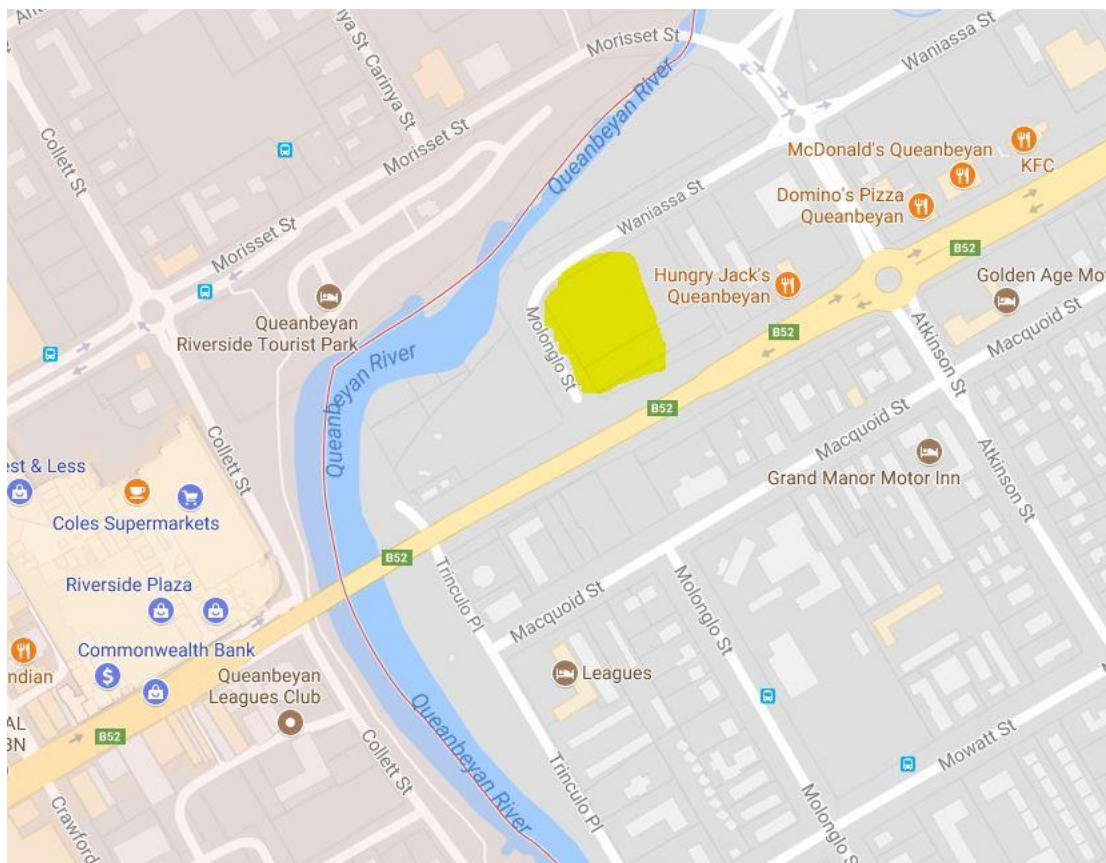 Carinya St
Morisset St
Waniassa St
Collett St
Morisset St
Queanbeyan River
McDonald's Queanbeyan
KFC
Domino's Pizza
Queanbeyan
Waniassa St
Morisset St
B52
Hungry Jack's
Queanbeyan
Golden Age Mo
Queanbeyan
Riverside Tourist Park
Molonglo St
B52
Atkinson St
Macquoid St
Queanbeyan River
B52
Macquoid St
Collett St
est & Less
Grand Manor Motor Inn
Atkinson St
Coles Supermarkets
B52
Riverside Plaza
Trinculo Pl
Macquoid St
Molonglo St
Commonwealth Bank
ndian
Queanbeyan
Leagues Club
Leagues
AL
BN
B52
Queanbeyan River
Collett St
Mowatt St
Trinculo Pl
Molonglo St
Crawford